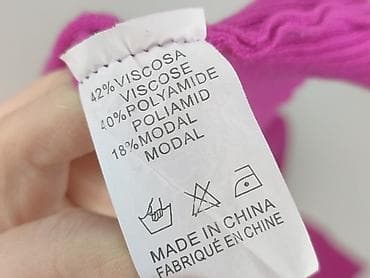 42%VISCOSA
VISCOSE
40%POLYAMIDE
POLIAMID
18%MODAL
MODAL
MADE IN CHINA
FABRIQUÉ EN CHINE